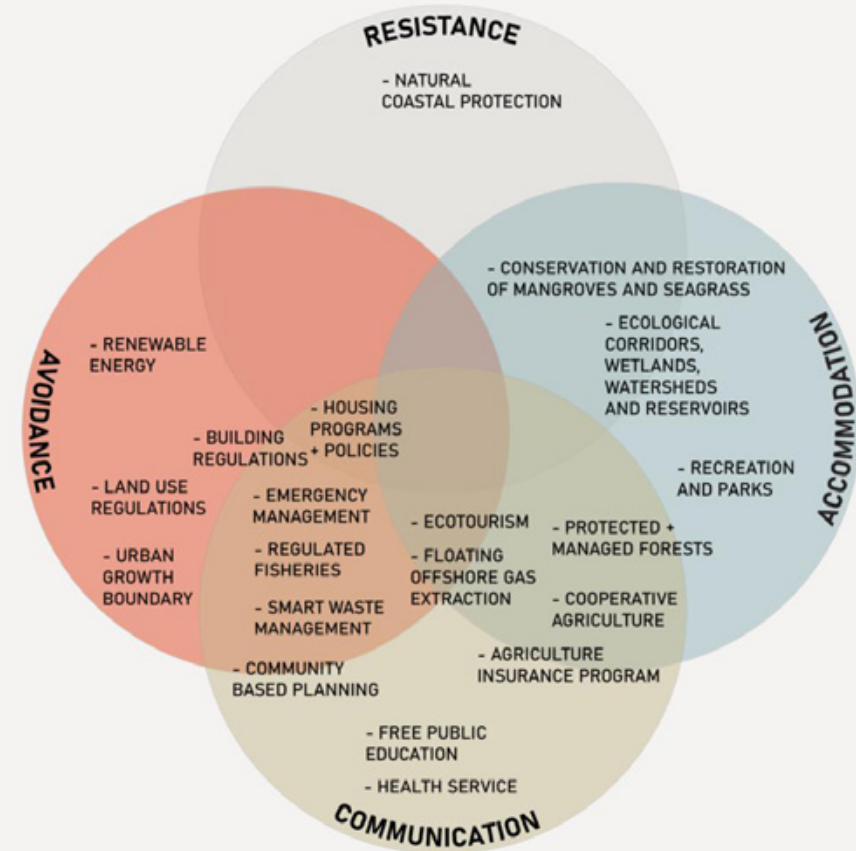 RESISTANCE
- NATURAL
COASTAL PROTECTION
- CONSERVATION AND RESTORATION
OF MANGROVES AND SEAGRASS
- ECOLOGICAL
CORRIDORS,
WETLANDS,
WATERSHEDS
AND RESERVOIRS
ACCOMMODATION
- RECREATION
AND PARKS
AVOIDANCE
- RENEWABLE
ENERGY
- HOUSING
PROGRAMS
+ POLICIES
- BUILDING
REGULATIONS
- LAND USE
REGULATIONS
- URBAN
GROWTH
BOUNDARY
- EMERGENCY
MANAGEMENT
- REGULATED
FISHERIES
- SMART WASTE
MANAGEMENT
- ECOTOURISM
- FLOATING
OFFSHORE GAS
EXTRACTION
- PROTECTED +
MANAGED FORESTS
- COOPERATIVE
AGRICULTURE
- AGRICULTURE
INSURANCE PROGRAM
- COMMUNITY
BASED PLANNING
- FREE PUBLIC
EDUCATION
- HEALTH SERVICE
COMMUNICATION